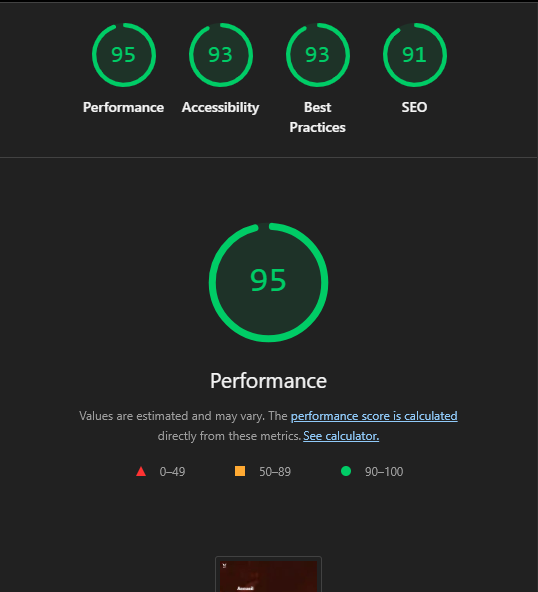 95 93 93 91
Performance Accessibility Best Practices SEO
95
Performance
Values are estimated and may vary. The performance score is calculated
directly from these metrics. See calculator.
0–49 50–89 90–100
Accueil